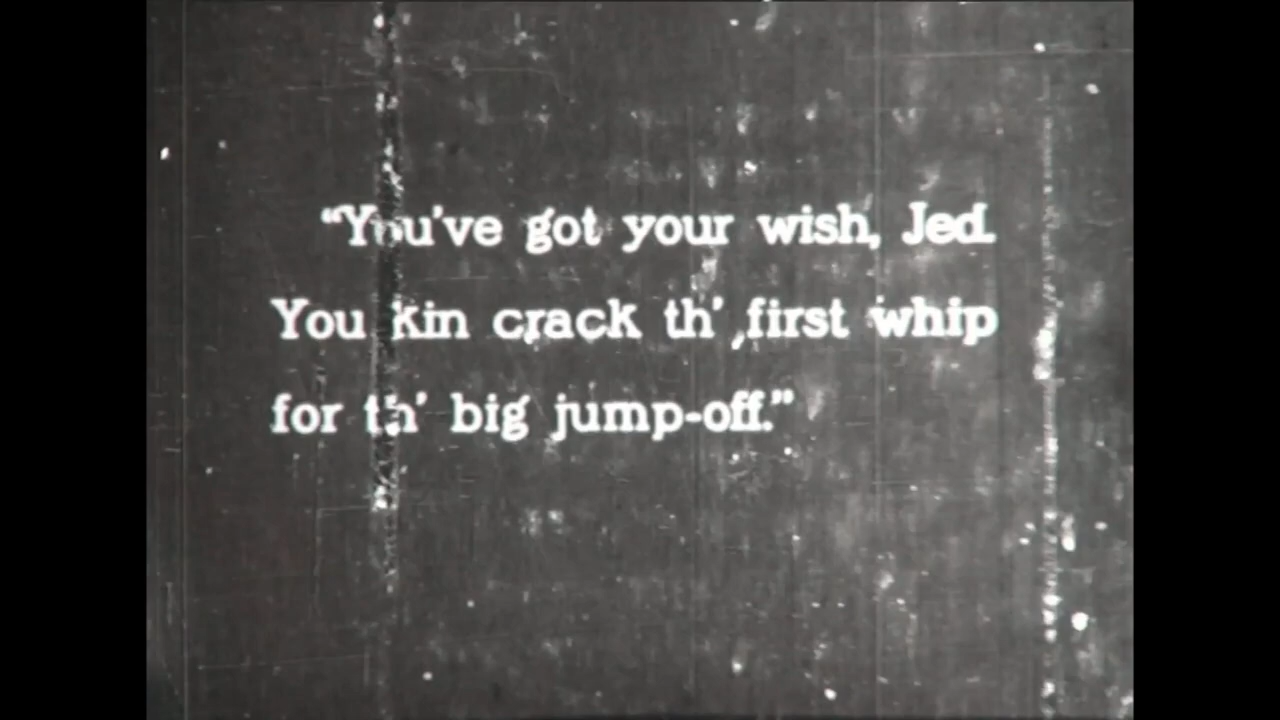 “You've got your wish, Jed.
You kin crack th' first whip
for th' big jump-off.”